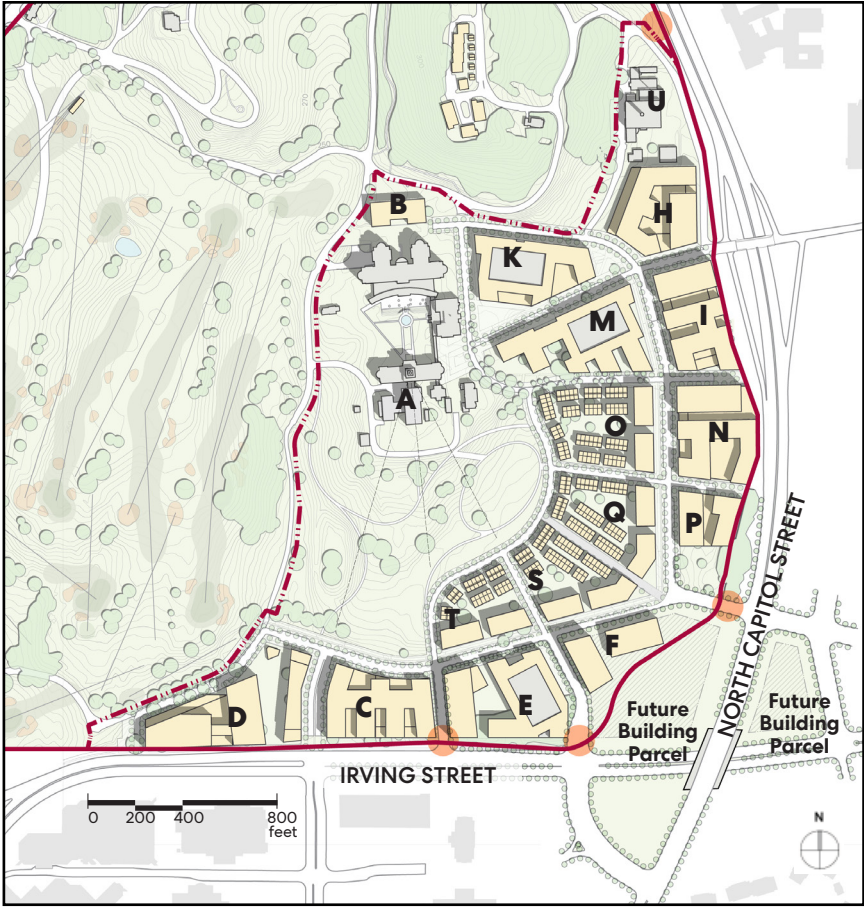 U
B
H
K
I
M
A
O
N
Q
P
S
T
F
E
C
D
NORTH CAPITOL STREET
Future
Building
Parcel
Future
Building
Parcel
IRVING STREET
0 200 400 800
feet
N